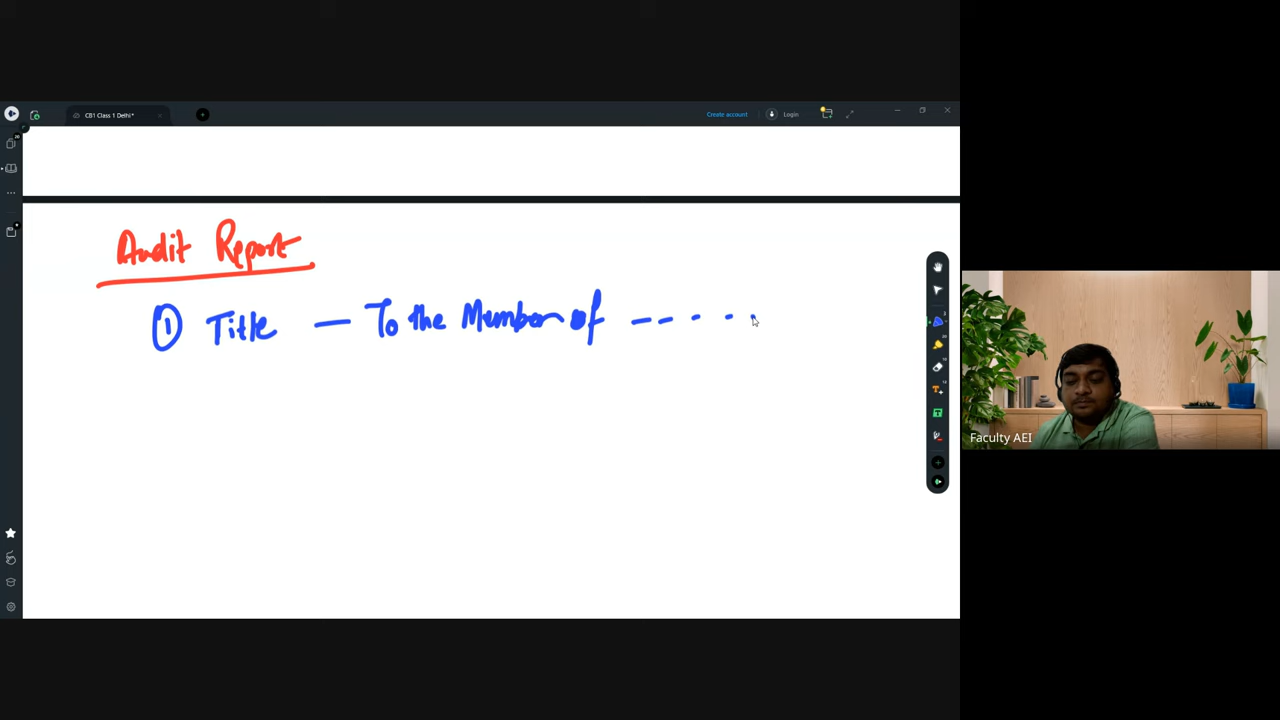 CB1 Class 1 Delhi*
Create account
Login
Audit Report
① Title — To the Member of -----
Faculty AEI